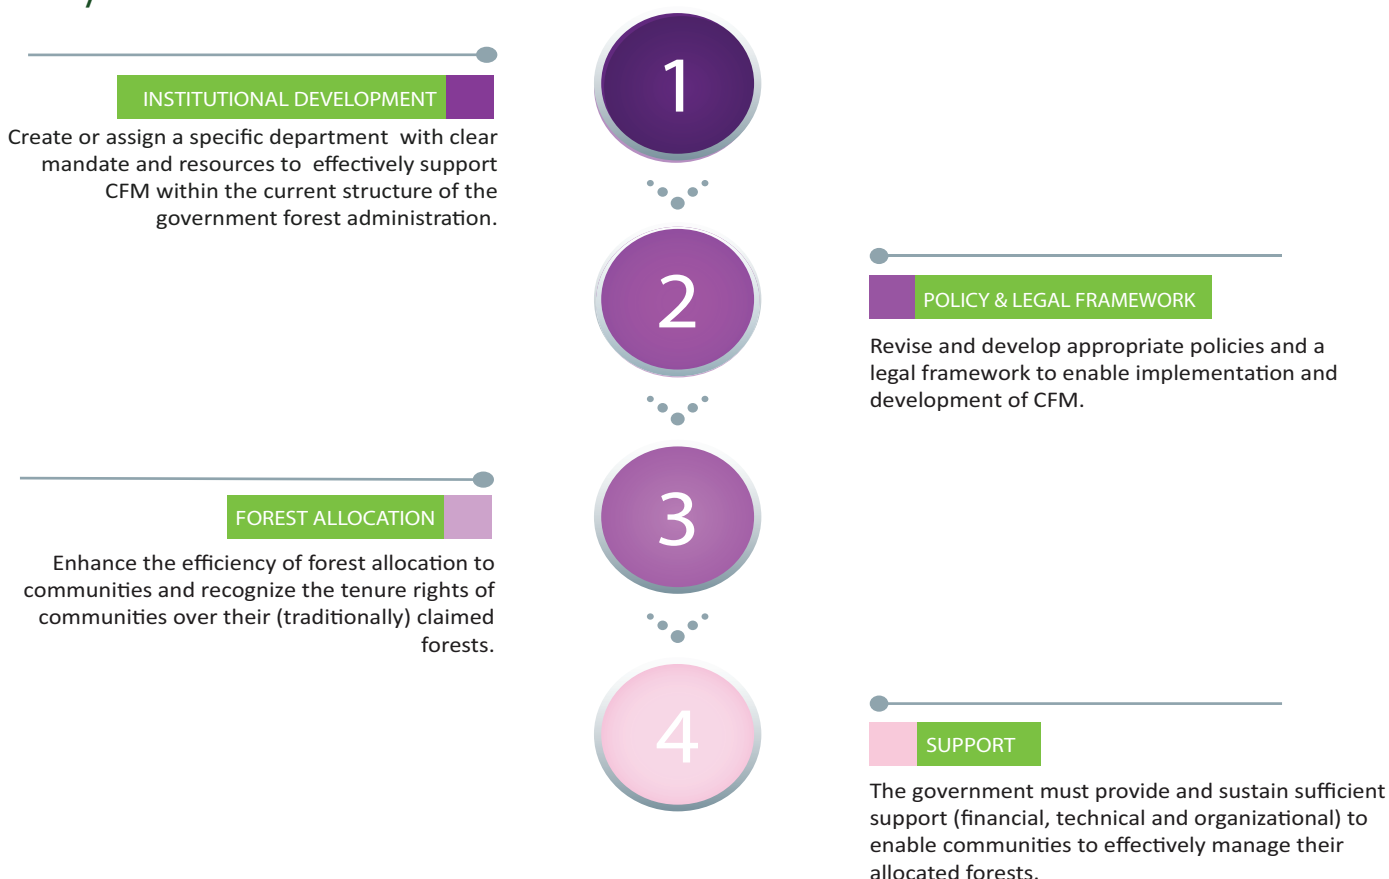 1
INSTITUTIONAL DEVELOPMENT
Create or assign a specific department with clear
mandate and resources to effectively support
CFM within the current structure of the
government forest administration.
2
POLICY & LEGAL FRAMEWORK
Revise and develop appropriate policies and a
legal framework to enable implementation and
development of CFM.
3
FOREST ALLOCATION
Enhance the efficiency of forest allocation to
communities and recognize the tenure rights of
communities over their (traditionally) claimed
forests.
4
SUPPORT
The government must provide and sustain sufficient
support (financial, technical and organizational) to
enable communities to effectively manage their
allocated forests.